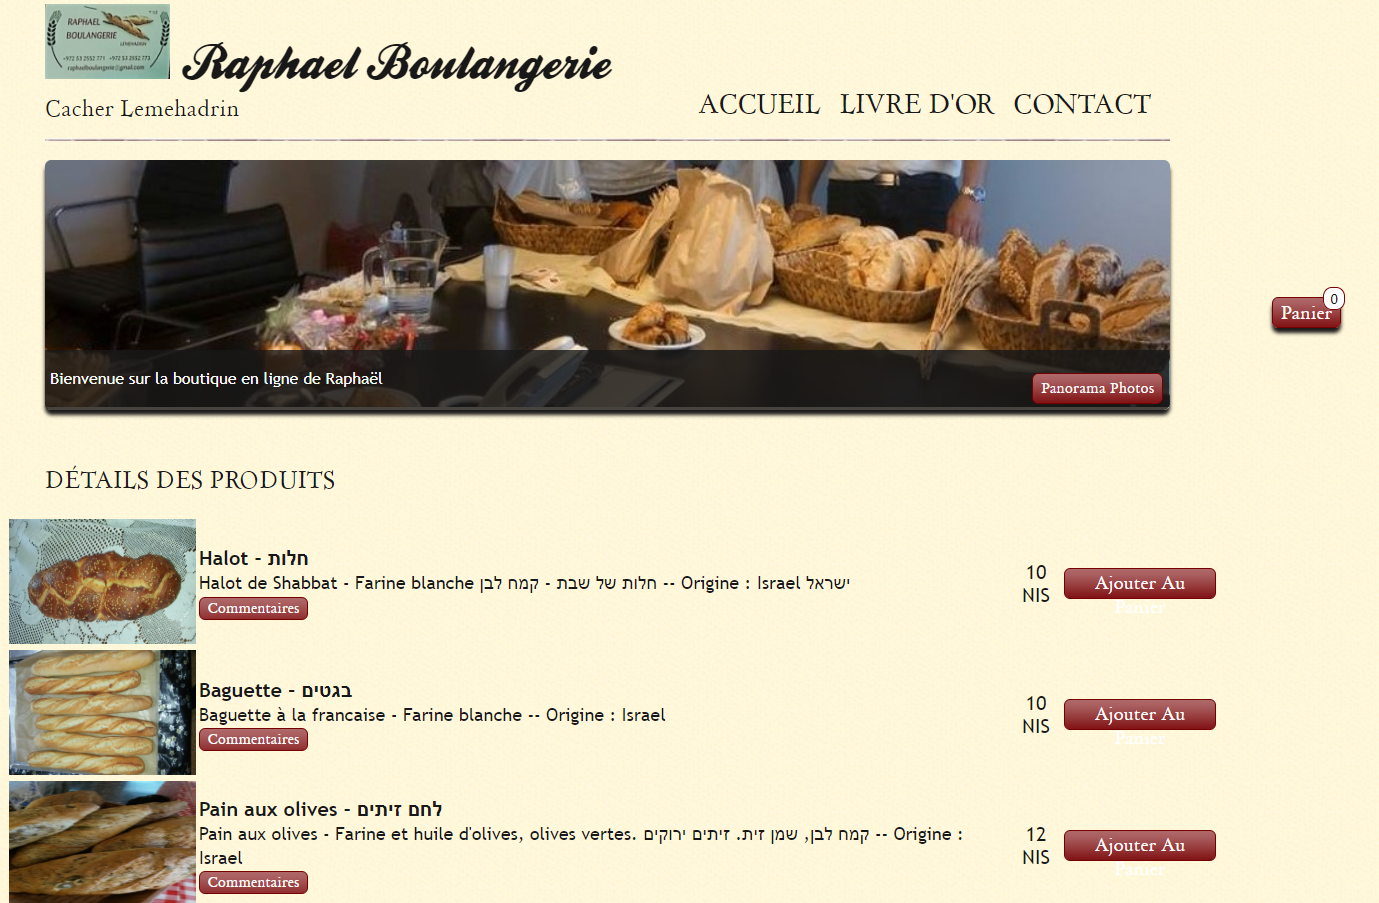 RAPHAEL
BOULANGERIE
LEMEHADRIN
+972 53 2552 771 +972 53 2552 773
raphaelboulangerie@gmail.com
Raphael Boulangerie
Cacher Lemehadrin
ACCUEIL LIVRE D'OR CONTACT
0
Panier
Bienvenue sur la boutique en ligne de Raphaël
Panorama Photos
DÉTAILS DES PRODUITS
Halot - חלות
Halot de Shabbat - Farine blanche חלות של שבת - קמח לבן -- Origine : Israel ישראל
Commentaires
10
NIS
Ajouter Au
Panier
Baguette - בגטים
Baguette à la francaise - Farine blanche -- Origine : Israel
Commentaires
10
NIS
Ajouter Au
Panier
Pain aux olives - לחם זיתים
Pain aux olives - Farine et huile d'olives, olives vertes. קמח לבן, שמן זית. זיתים ירוקים -- Origine :
Israel
Commentaires
12
NIS
Ajouter Au
Panier